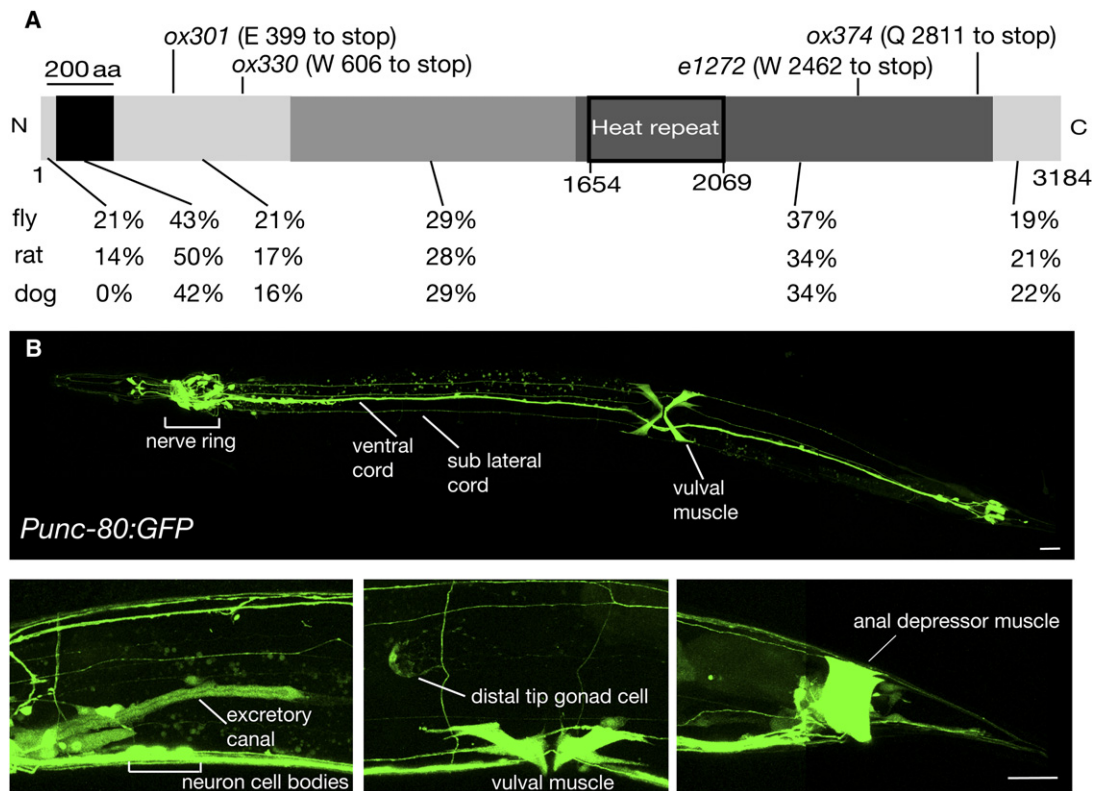 A
ox301 (E 399 to stop)
ox374 (Q 2811 to stop)
200 aa
ox330 (W 606 to stop)
e1272 (W 2462 to stop)
N
Heat repeat
C
1
1654
2069
3184
fly 21% 43% 21% 29% 37% 19%
rat 14% 50% 17% 28% 34% 21%
dog 0% 42% 16% 29% 34% 22%
B
nerve ring
ventral
cord
sub lateral
cord
vulval
muscle
Punc-80:GFP
excretory
canal
neuron cell bodies
distal tip gonad cell
vulval muscle
anal depressor muscle